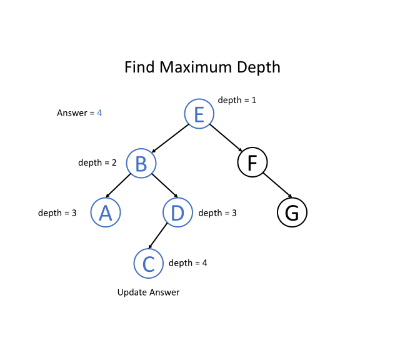 Find Maximum Depth
depth = 1
Answer = 4
E
depth = 2
B
F
depth = 3
A
D
depth = 3
G
C
depth = 4
Update Answer